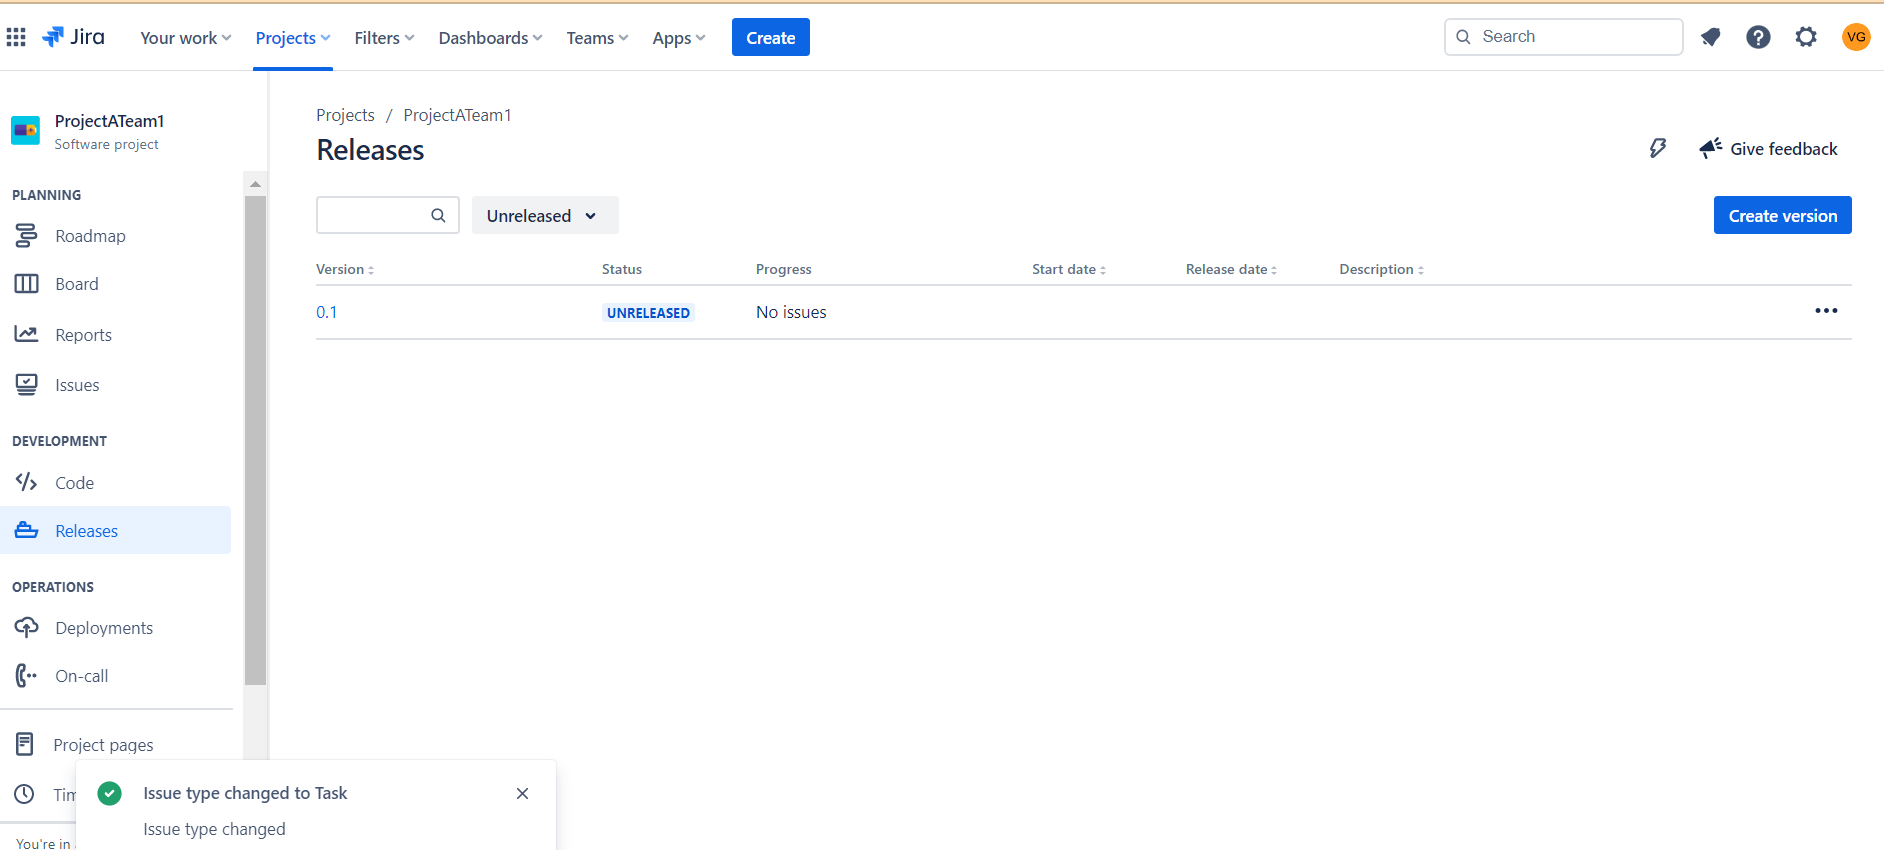 Jira Your work Projects Filters Dashboards Teams Apps Create Search VG
ProjectATeam1
Software project
PLANNING
Roadmap
Board
Reports
Issues
DEVELOPMENT
Code
Releases
OPERATIONS
Deployments
On-call
Project pages
Tim
You're in
Projects / ProjectATeam1
Releases
Give feedback
Unreleased
Create version
Version Status Progress Start date Release date Description
0.1 UNRELEASED No issues
Issue type changed to Task
Issue type changed